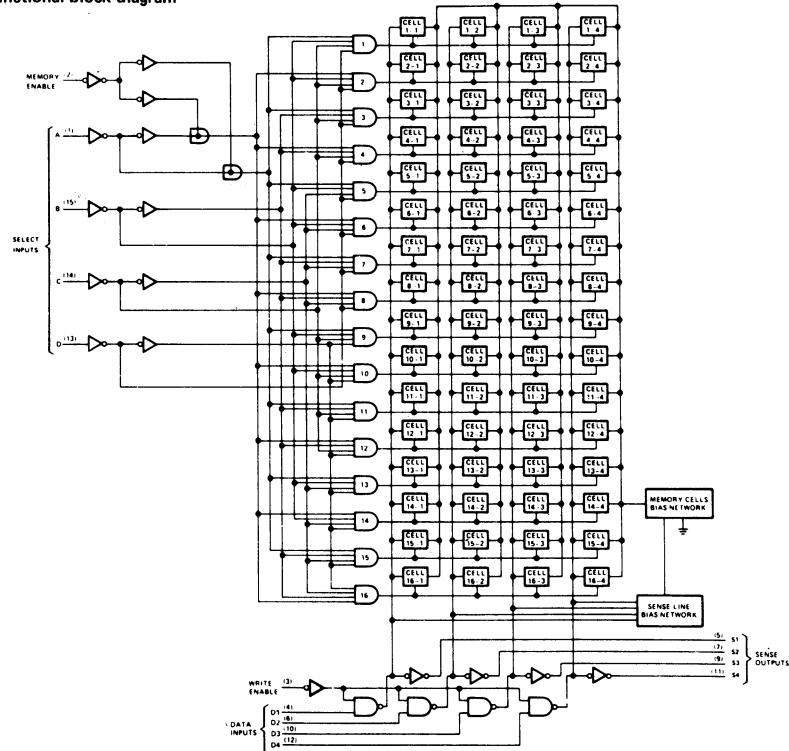 nctional block diagram
MEMORY ENABLE (2)
SELECT INPUTS
A (1)
B (15)
C (14)
D (13)
1
2
3
4
5
6
7
8
9
10
11
12
13
14
15
16
CELL 1-1 CELL 1-2 CELL 1-3 CELL 1-4
CELL 2-1 CELL 2-2 CELL 2-3 CELL 2-4
CELL 3-1 CELL 3-2 CELL 3-3 CELL 3-4
CELL 4-1 CELL 4-2 CELL 4-3 CELL 4-4
CELL 5-1 CELL 5-2 CELL 5-3 CELL 5-4
CELL 6-1 CELL 6-2 CELL 6-3 CELL 6-4
CELL 7-1 CELL 7-2 CELL 7-3 CELL 7-4
CELL 8-1 CELL 8-2 CELL 8-3 CELL 8-4
CELL 9-1 CELL 9-2 CELL 9-3 CELL 9-4
CELL 10-1 CELL 10-2 CELL 10-3 CELL 10-4
CELL 11-1 CELL 11-2 CELL 11-3 CELL 11-4
CELL 12-1 CELL 12-2 CELL 12-3 CELL 12-4
CELL 13-1 CELL 13-2 CELL 13-3 CELL 13-4
CELL 14-1 CELL 14-2 CELL 14-3 CELL 14-4
CELL 15-1 CELL 15-2 CELL 15-3 CELL 15-4
CELL 16-1 CELL 16-2 CELL 16-3 CELL 16-4
MEMORY CELLS
BIAS NETWORK
SENSE LINE
BIAS NETWORK
(5) S1
(7) S2
(9) S3
(11) S4
SENSE
OUTPUTS
WRITE ENABLE (3)
DATA INPUTS
D1 (4)
D2 (6)
D3 (10)
D4 (12)